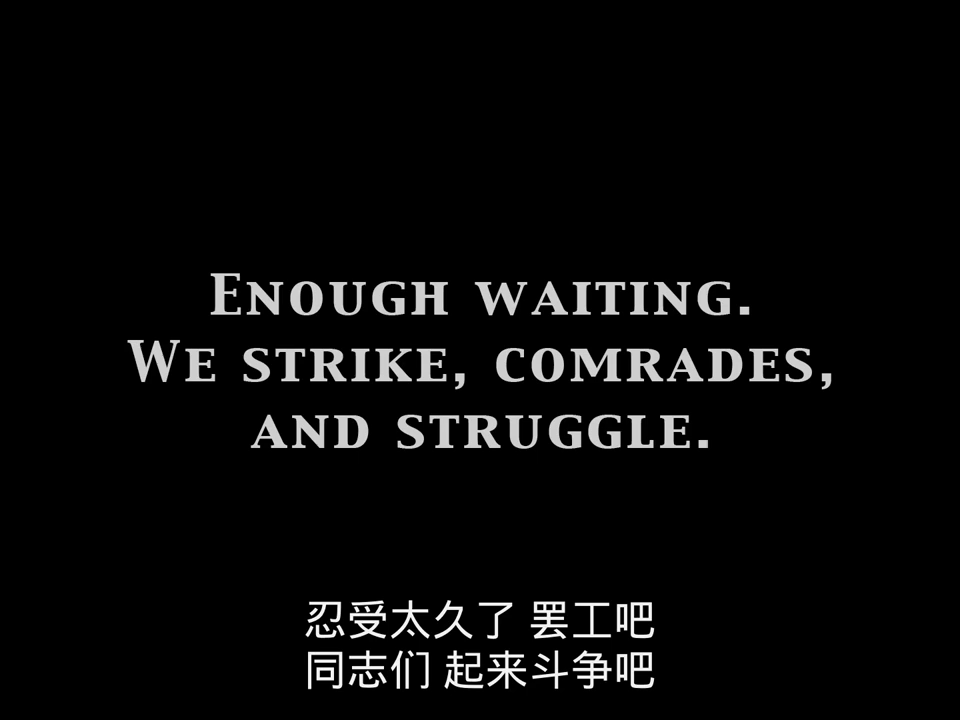 Enough waiting.
We strike, comrades,
and struggle.
忍受太久了 罢工吧
同志们 起来斗争吧